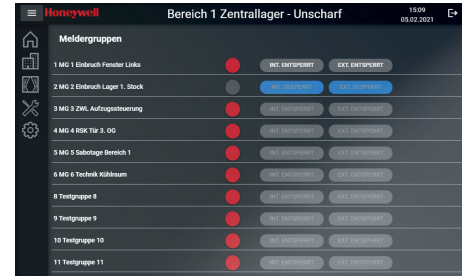 Honeywell
Bereich 1 Zentrallager - Unscharf
15:09
05.02.2021
Meldergruppen
1 MG 1 Einbruch Fenster Links INT. ENTSPERRT EXT. ENTSPERRT
2 MG 2 Einbruch Lager 1. Stock INT. GESPERRT EXT. GESPERRT
3 MG 3 ZWL Aufzugssteuerung INT. ENTSPERRT EXT. ENTSPERRT
4 MG 4 RSK Tür 3. OG INT. ENTSPERRT EXT. ENTSPERRT
5 MG 5 Sabotage Bereich 1 INT. ENTSPERRT EXT. ENTSPERRT
6 MG 6 Technik Kühlraum INT. ENTSPERRT EXT. ENTSPERRT
8 Testgruppe 8 INT. ENTSPERRT EXT. ENTSPERRT
9 Testgruppe 9 INT. ENTSPERRT EXT. ENTSPERRT
10 Testgruppe 10 INT. ENTSPERRT EXT. ENTSPERRT
11 Testgruppe 11 INT. ENTSPERRT EXT. ENTSPERRT